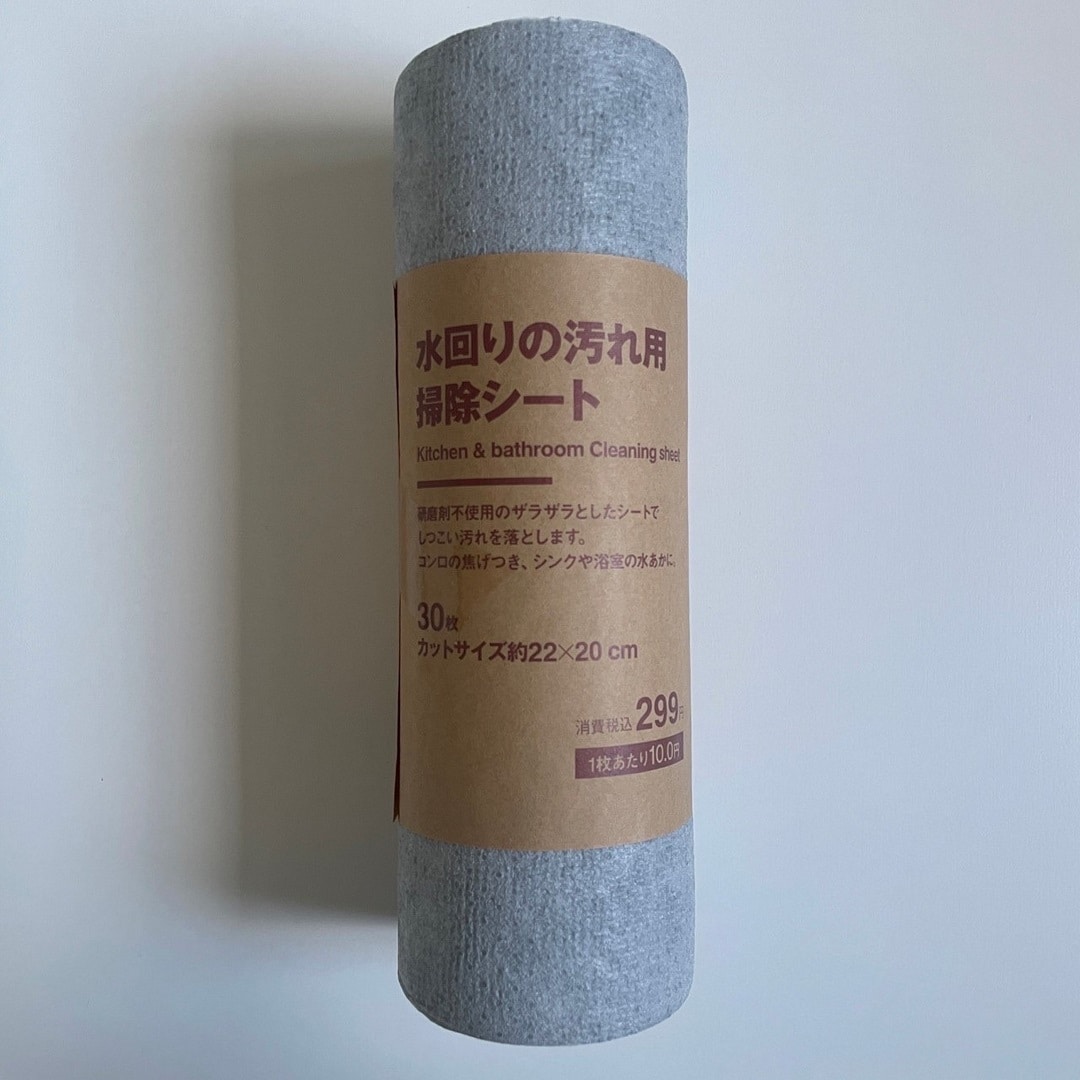 水回りの汚れ用
掃除シート
Kitchen & bathroom Cleaning sheet
研磨剤不使用のザラザラとしたシートで
しつこい汚れを落とします。
コンロの焦げつき、シンクや浴室の水あかに。
30枚
カットサイズ約22×20 cm
消費税込299円
1枚あたり10.0円